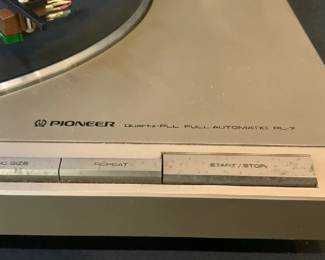 PIONEER Quartz-PLL FULL-AUTOMATIC PL-7
SIZE REPEAT START/STOP